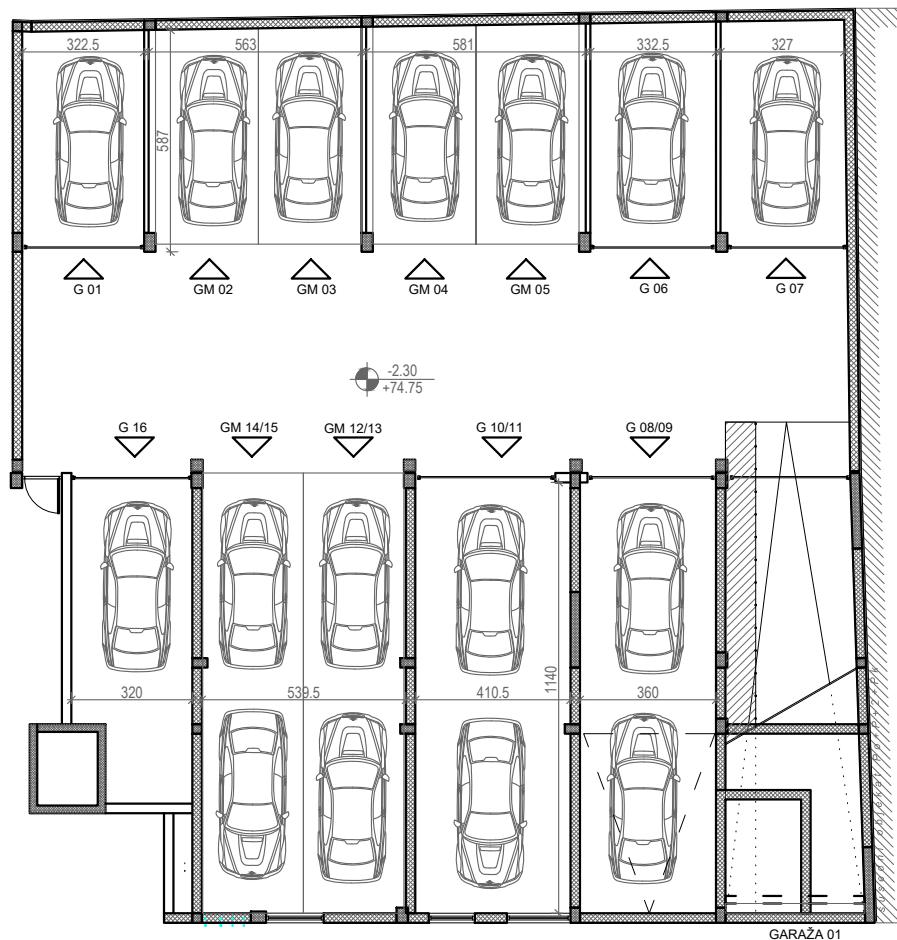 322.5
563
581
332.5
327
587
G 01
GM 02
GM 03
GM 04
GM 05
G 06
G 07
-2.30
+74.75
G 16
GM 14/15
GM 12/13
G 10/11
G 08/09
320
539.5
410.5
1140
360
GARAŽA 01